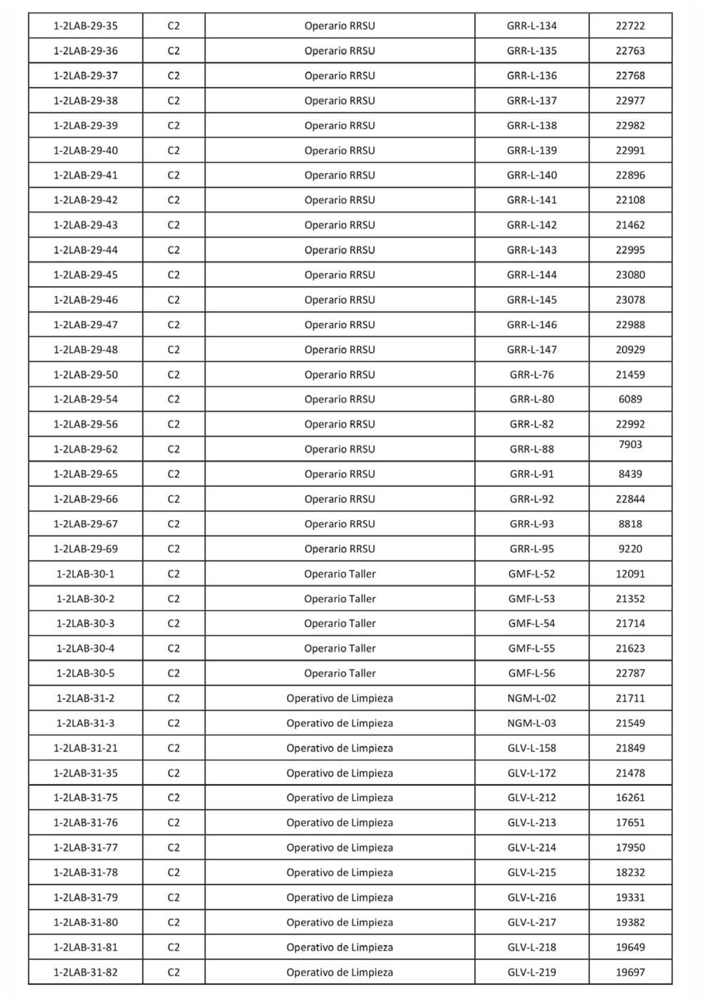 1-2LAB-29-35 C2 Operario RRSU GRR-L-134 22722
1-2LAB-29-36 C2 Operario RRSU GRR-L-135 22763
1-2LAB-29-37 C2 Operario RRSU GRR-L-136 22768
1-2LAB-29-38 C2 Operario RRSU GRR-L-137 22977
1-2LAB-29-39 C2 Operario RRSU GRR-L-138 22982
1-2LAB-29-40 C2 Operario RRSU GRR-L-139 22991
1-2LAB-29-41 C2 Operario RRSU GRR-L-140 22896
1-2LAB-29-42 C2 Operario RRSU GRR-L-141 22108
1-2LAB-29-43 C2 Operario RRSU GRR-L-142 21462
1-2LAB-29-44 C2 Operario RRSU GRR-L-143 22995
1-2LAB-29-45 C2 Operario RRSU GRR-L-144 23080
1-2LAB-29-46 C2 Operario RRSU GRR-L-145 23078
1-2LAB-29-47 C2 Operario RRSU GRR-L-146 22988
1-2LAB-29-48 C2 Operario RRSU GRR-L-147 20929
1-2LAB-29-50 C2 Operario RRSU GRR-L-76 21459
1-2LAB-29-54 C2 Operario RRSU GRR-L-80 6089
1-2LAB-29-56 C2 Operario RRSU GRR-L-82 22992
1-2LAB-29-62 C2 Operario RRSU GRR-L-88 7903
1-2LAB-29-65 C2 Operario RRSU GRR-L-91 8439
1-2LAB-29-66 C2 Operario RRSU GRR-L-92 22844
1-2LAB-29-67 C2 Operario RRSU GRR-L-93 8818
1-2LAB-29-69 C2 Operario RRSU GRR-L-95 9220
1-2LAB-30-1 C2 Operario Taller GMF-L-52 12091
1-2LAB-30-2 C2 Operario Taller GMF-L-53 21352
1-2LAB-30-3 C2 Operario Taller GMF-L-54 21714
1-2LAB-30-4 C2 Operario Taller GMF-L-55 21623
1-2LAB-30-5 C2 Operario Taller GMF-L-56 22787
1-2LAB-31-2 C2 Operativo de Limpieza NGM-L-02 21711
1-2LAB-31-3 C2 Operativo de Limpieza NGM-L-03 21549
1-2LAB-31-21 C2 Operativo de Limpieza GLV-L-158 21849
1-2LAB-31-35 C2 Operativo de Limpieza GLV-L-172 21478
1-2LAB-31-75 C2 Operativo de Limpieza GLV-L-212 16261
1-2LAB-31-76 C2 Operativo de Limpieza GLV-L-213 17651
1-2LAB-31-77 C2 Operativo de Limpieza GLV-L-214 17950
1-2LAB-31-78 C2 Operativo de Limpieza GLV-L-215 18232
1-2LAB-31-79 C2 Operativo de Limpieza GLV-L-216 19331
1-2LAB-31-80 C2 Operativo de Limpieza GLV-L-217 19382
1-2LAB-31-81 C2 Operativo de Limpieza GLV-L-218 19649
1-2LAB-31-82 C2 Operativo de Limpieza GLV-L-219 19697